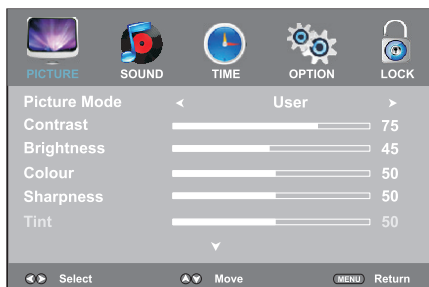 PICTURE SOUND TIME OPTION LOCK
Picture Mode User
Contrast 75
Brightness 45
Colour 50
Sharpness 50
Tint 50
Select Move MENU Return